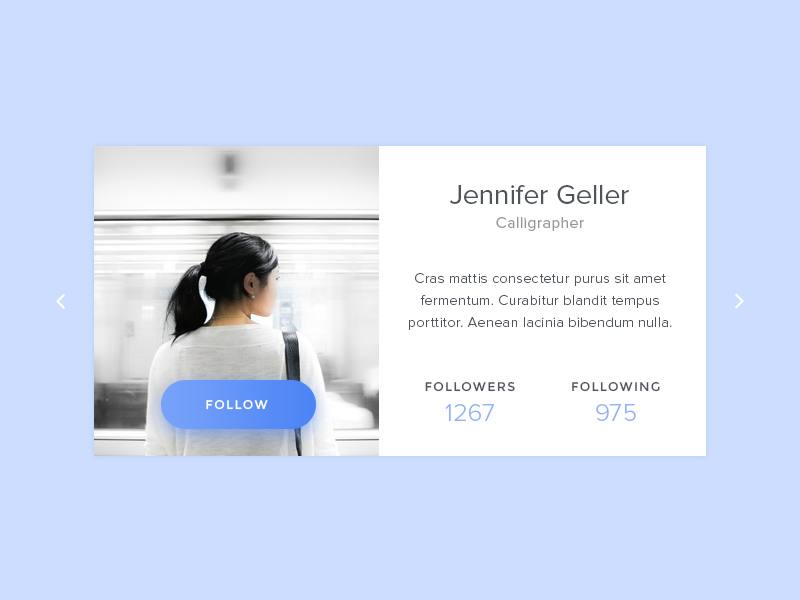 Jennifer Geller
Calligrapher
Cras mattis consectetur purus sit amet
fermentum. Curabitur blandit tempus
porttitor. Aenean lacinia bibendum nulla.
FOLLOW
FOLLOWERS
1267
FOLLOWING
975